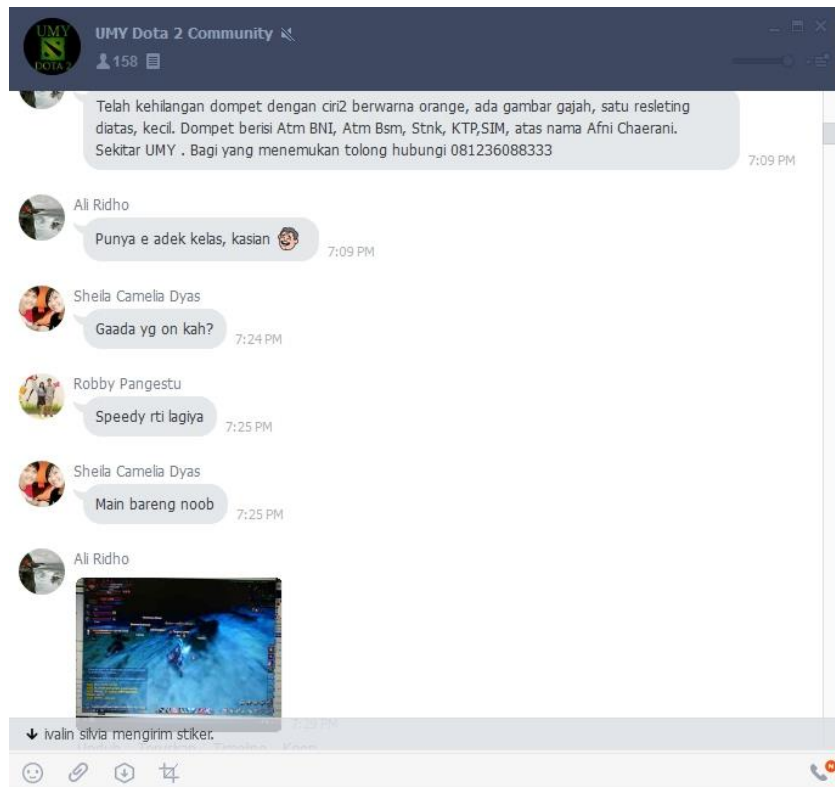 UMY
DOTA 2
UMY Dota 2 Community
158
Telah kehilangan dompet dengan ciri2 berwarna orange, ada gambar gajah, satu resleting
diatas, kecil. Dompet berisi Atm BNI, Atm Bsm, Stnk, KTP,SIM, atas nama Afni Chaerani.
Sekitar UMY . Bagi yang menemukan tolong hubungi 081236088333
7:09 PM
Ali Ridho
Punya e adek kelas, kasian
7:09 PM
Sheila Camelia Dyas
Gaada yg on kah?
7:24 PM
Robby Pangestu
Speedy rti lagiya
7:25 PM
Sheila Camelia Dyas
Main bareng noob
7:25 PM
Ali Ridho
ivalin silvia mengirim stiker.
N